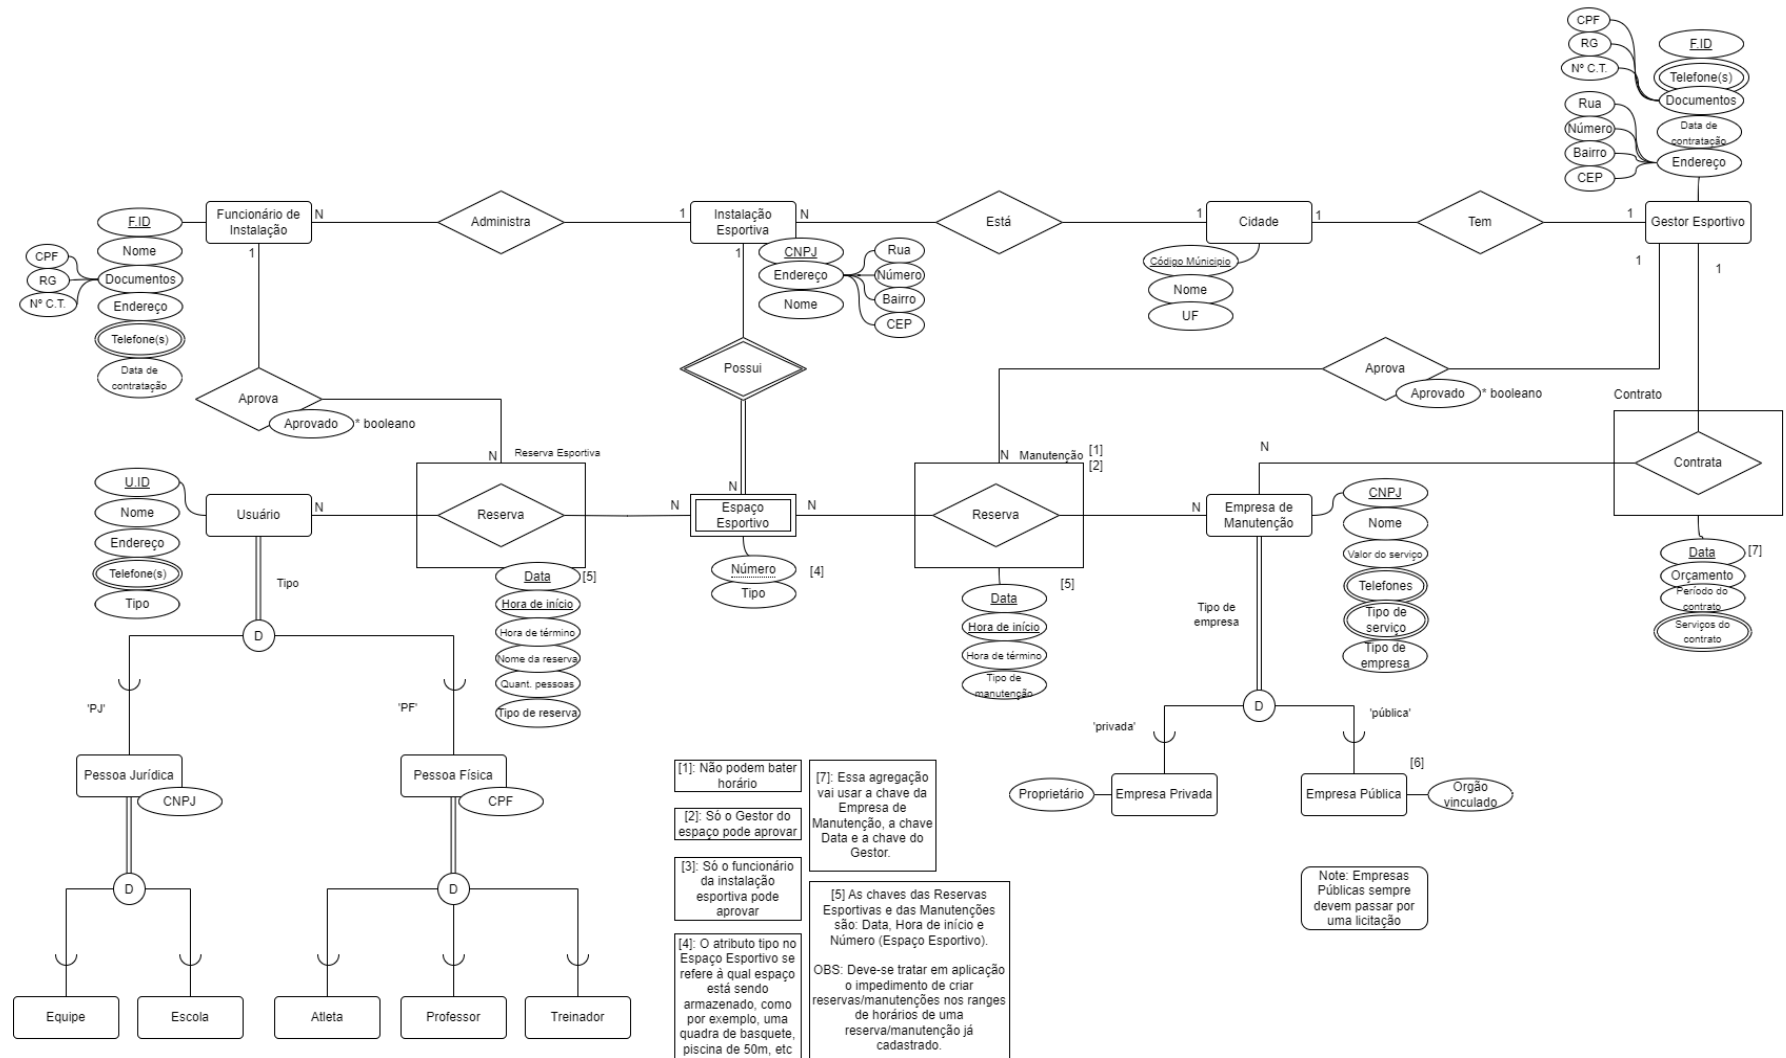 CPF
RG
Nº C.T.
F.ID
Telefone(s)
Documentos
Rua
Número
Bairro
CEP
Data de
contratação
Endereço
F.ID
Nome
Documentos
Endereço
Telefone(s)
Data de
contratação
CPF
RG
Nº C.T.
Funcionário de
Instalação
N
1
Administra
1
Instalação
Esportiva
N
1
CNPJ
Endereço
Nome
Rua
Número
Bairro
CEP
Está
1
Cidade
1
Código Múnicipio
Nome
UF
Tem
1
Gestor Esportivo
1
1
Possui
Aprova
Aprovado
* booleano
Aprova
Aprovado
* booleano
Contrato
N
Reserva Esportiva
N
N
Manutenção
[1]
[2]
N
Contrata
U.ID
Nome
Endereço
Telefone(s)
Tipo
Usuário
N
Reserva
N
Espaço
Esportivo
N
Reserva
N
Empresa de
Manutenção
CNPJ
Nome
Valor do serviço
Telefones
Tipo de
serviço
Tipo de
empresa
Data
[7]
Orçamento
Período do
contrato
Serviços do
contrato
Data
[5]
Hora de início
Hora de término
Nome da reserva
Quant. pessoas
Tipo de reserva
Número
[4]
Tipo
[5]
Data
Hora de início
Hora de término
Tipo de
manutenção
Tipo
D
Tipo de
empresa
D
'PJ'
'PF'
'privada'
'pública'
Pessoa Jurídica
CNPJ
Pessoa Física
CPF
Proprietário
Empresa Privada
[6]
Empresa Pública
Orgão
vinculado
D
D
Equipe
Escola
Atleta
Professor
Treinador
[1]: Não podem bater
horário
[2]: Só o Gestor do
espaço pode aprovar
[3]: Só o funcionário
da instalação
esportiva pode
aprovar
[4]: O atributo tipo no
Espaço Esportivo se
refere á qual espaço
está sendo
armazenado, como
por exemplo, uma
quadra de basquete,
piscina de 50m, etc
[7]: Essa agregação
vai usar a chave da
Empresa de
Manutenção, a chave
Data e a chave do
Gestor.
[5] As chaves das Reservas
Esportivas e das Manutenções
são: Data, Hora de início e
Número (Espaço Esportivo).
OBS: Deve-se tratar em aplicação
o impedimento de criar
reservas/manutenções nos ranges
de horários de uma
reserva/manutenção já
cadastrado.
Note: Empresas
Públicas sempre
devem passar por
uma licitação